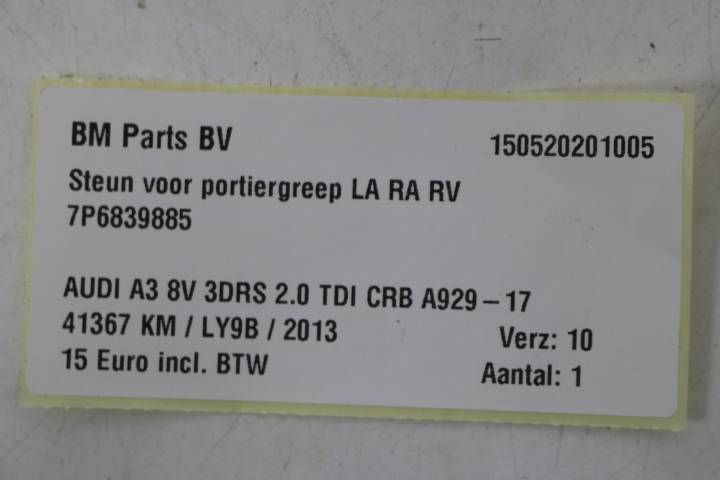 BM Parts BV 150520201005
Steun voor portiergreep LA RA RV
7P6839885
AUDI A3 8V 3DRS 2.0 TDI CRB A929 – 17
41367 KM / LY9B / 2013 Verz: 10
15 Euro incl. BTW Aantal: 1